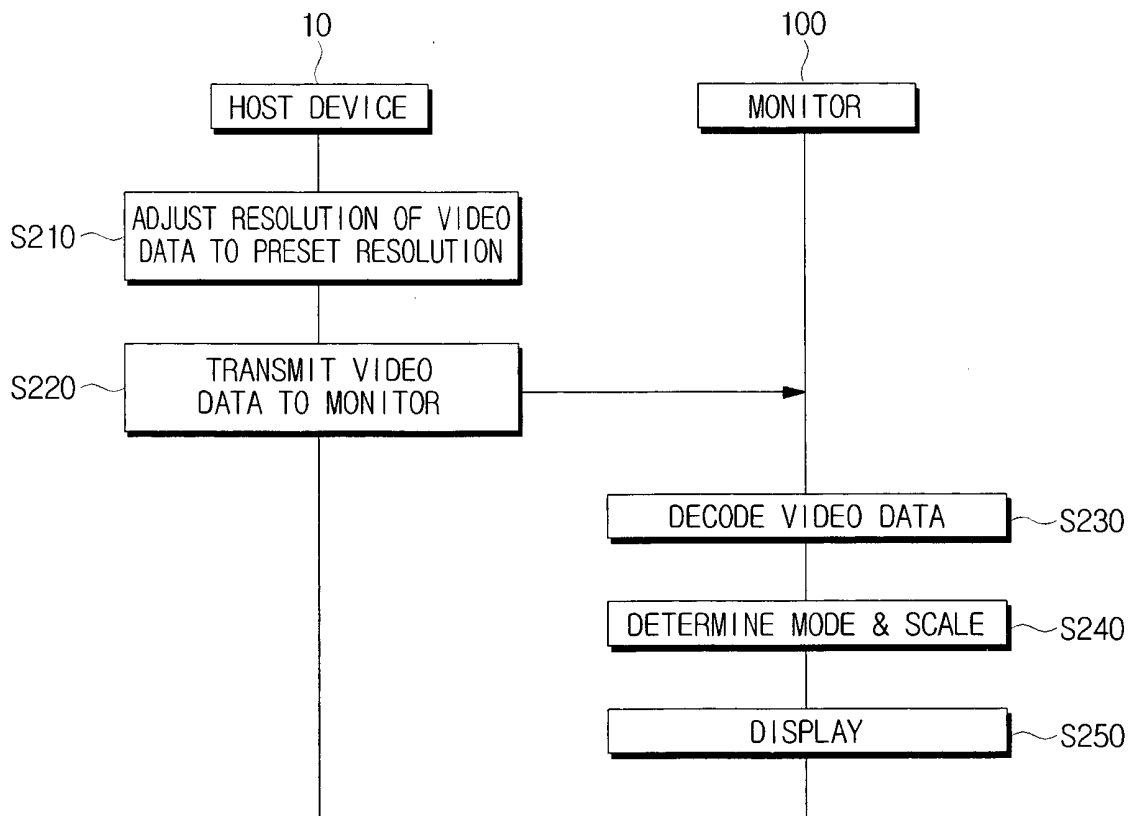 10
100
HOST DEVICE
MONITOR
S210
ADJUST RESOLUTION OF VIDEO
DATA TO PRESET RESOLUTION
S220
TRANSMIT VIDEO
DATA TO MONITOR
DECODE VIDEO DATA
S230
DETERMINE MODE & SCALE
S240
DISPLAY
S250